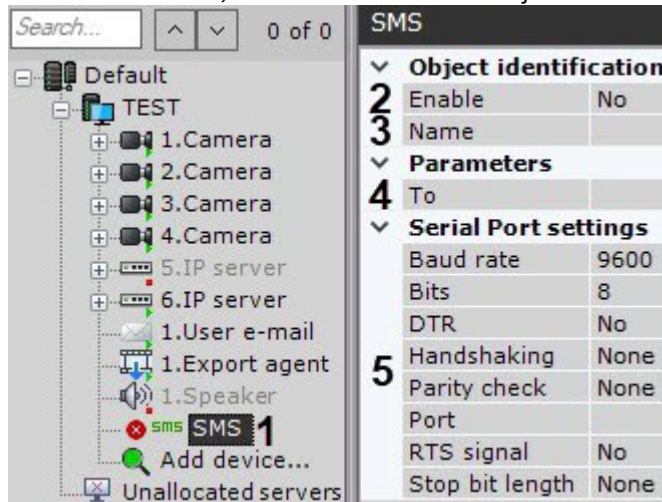 Search...
0 of 0
Default
TEST
1.Camera
2.Camera
3.Camera
4.Camera
5.IP server
6.IP server
1.User e-mail
1.Export agent
1.Speaker
sms SMS 1
Add device...
Unallocated servers
SMS
Object identification
2 Enable No
3 Name
Parameters
4 To
Serial Port settings
Baud rate 9600
Bits 8
DTR No
5 Handshaking None
Parity check None
Port
RTS signal No
Stop bit length None